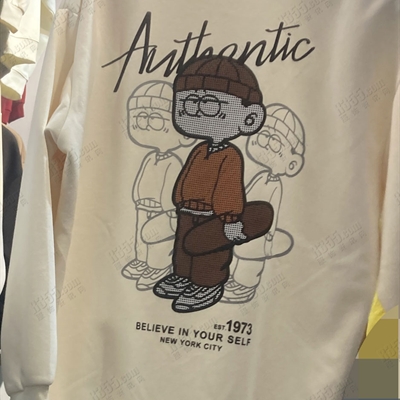 Authentic
EST 1973
BELIEVE IN YOUR SELF
NEW YORK CITY